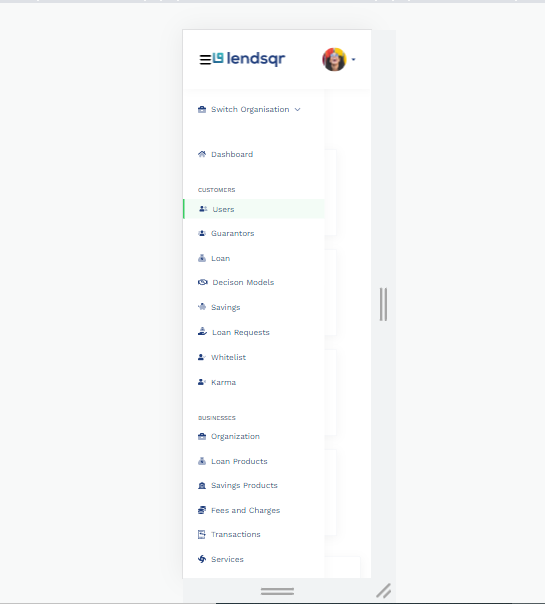 lendsqr
Switch Organisation
Dashboard
CUSTOMERS
Users
Guarantors
Loan
Decison Models
Savings
Loan Requests
Whitelist
Karma
BUSINESSES
Organization
Loan Products
Savings Products
Fees and Charges
Transactions
Services